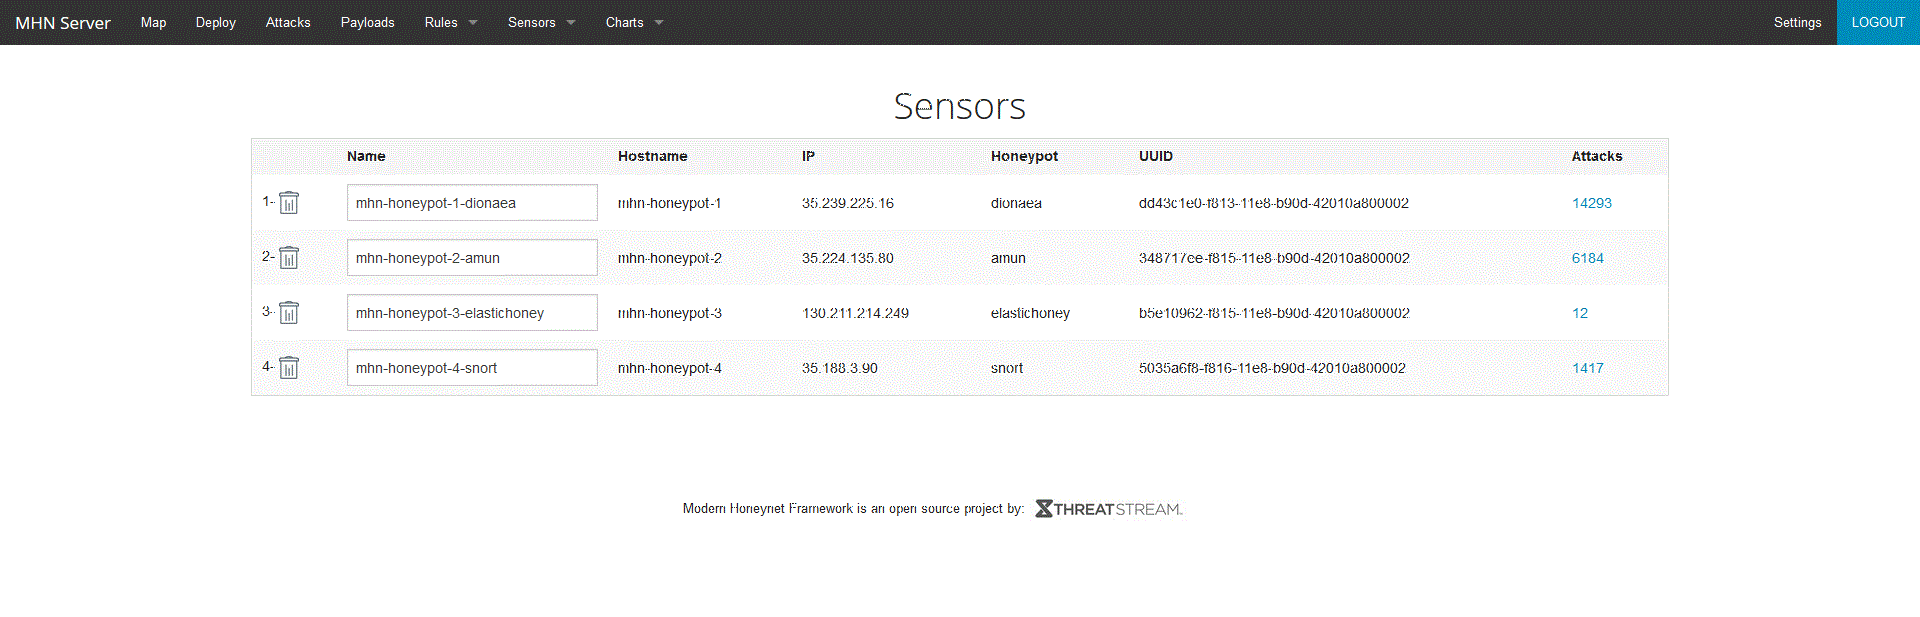 MHN Server Map Deploy Attacks Payloads Rules Sensors Charts Settings LOGOUT
Sensors
Name Hostname IP Honeypot UUID Attacks
1- mhn-honeypot-1-dionaea mhn-honeypot-1 35.239.225.16 dionaea dd43c1e0-f813-11e8-b90d-42010a800002 14293
2- mhn-honeypot-2-amun mhn-honeypot-2 35.224.135.80 amun 348717ee-f815-11e8-b90d-42010a800002 6184
3- mhn-honeypot-3-elastichoney mhn-honeypot-3 130.211.214.249 elastichoney b5e10962-f815-11e8-b90d-42010a800002 12
4- mhn-honeypot-4-snort mhn-honeypot-4 35.188.3.90 snort 5035a6f8-f816-11e8-b90d-42010a800002 1417
Modern Honeynet Framework is an open source project by: THREATSTREAM